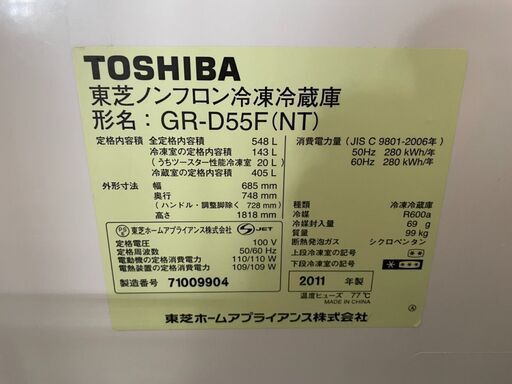 TOSHIBA
東芝ノンフロン冷凍冷蔵庫
形名：GR-D55F(NT)
定格内容積 548 L
冷凍室の定格内容積 143 L
（うちツースター性能冷凍室 20 L）
冷蔵室の定格内容積 405 L
外形寸法 幅 685 mm
奥行 748 mm
（ハンドル・調整脚除く 728 mm）
高さ 1818 mm
PSE 東芝ホームアプライアンス株式会社 S-JET
定格電圧 100 V
定格周波数 50/60 Hz
電動機の定格消費電力 110/110 W
電熱装置の定格消費電力 109/109 W
製造番号 71009904
消費電力量 (JIS C 9801-2006年)
50Hz 280 kWh/年
60Hz 280 kWh/年
種類 冷凍冷蔵庫
冷媒 R600a
冷媒封入量 69 g
質量 99 kg
断熱発泡ガス シクロペンタン
上段冷凍室の記号 **
下段冷凍室の記号 ****
2011 年製
温度ヒューズ 77℃
MADE IN CHINA
東芝ホームアプライアンス株式会社
Ⓐ